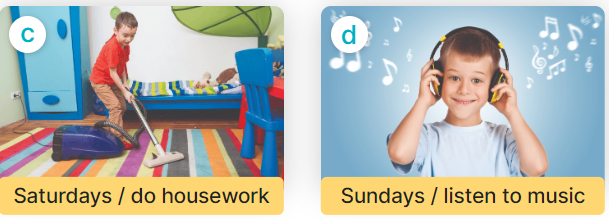 c
d
Saturdays / do housework
Sundays / listen to music